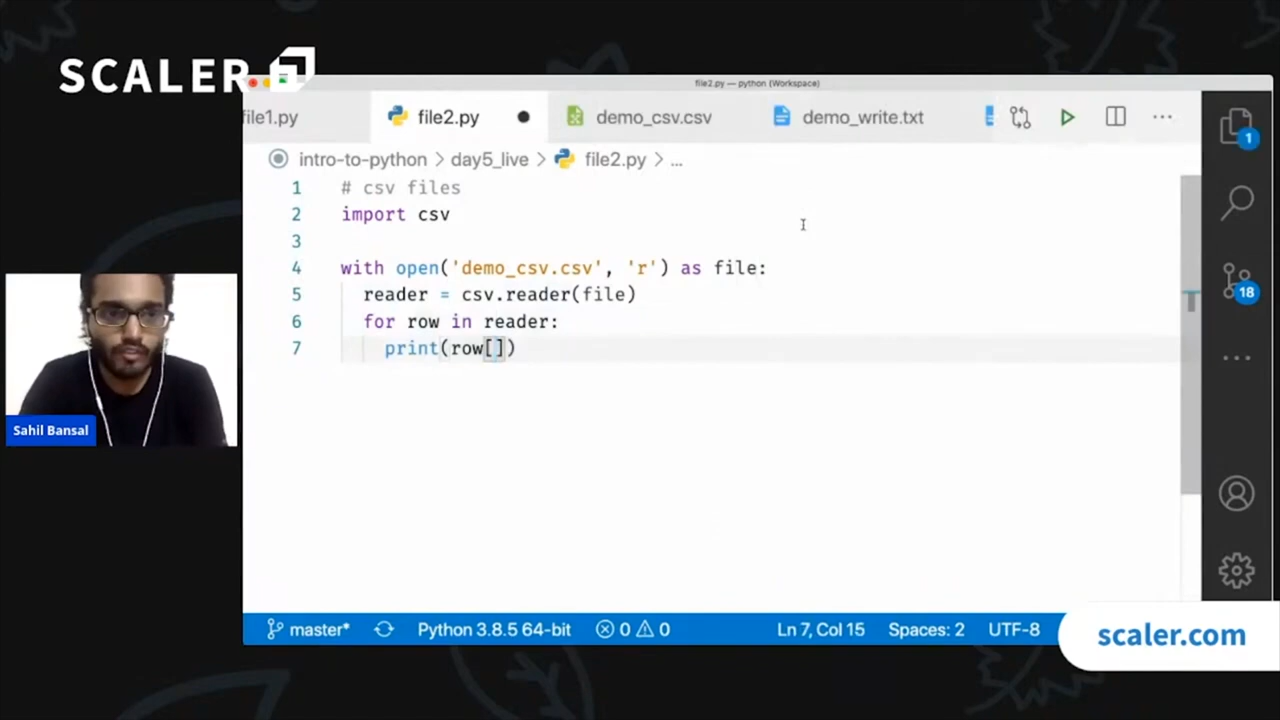 SCALER
file2.py — python (Workspace)
file1.py
file2.py
demo_csv.csv
demo_write.txt
1
intro-to-python > day5_live > file2.py > ...
1 # csv files
2 import csv
3
4 with open('demo_csv.csv', 'r') as file:
5 reader = csv.reader(file)
6 for row in reader:
7 print(row[])
18
Sahil Bansal
master*
Python 3.8.5 64-bit
0
0
Ln 7, Col 15
Spaces: 2
UTF-8
scaler.com